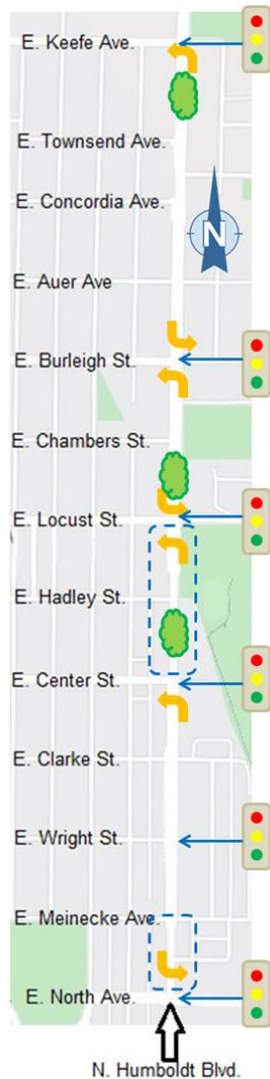 E. Keefe Ave.
E. Townsend Ave.
E. Concordia Ave.
N
E. Auer Ave
E. Burleigh St.
E. Chambers St.
E. Locust St.
E. Hadley St.
E. Center St.
E. Clarke St.
E. Wright St.
E. Meinecke Ave.
E. North Ave.
N. Humboldt Blvd.